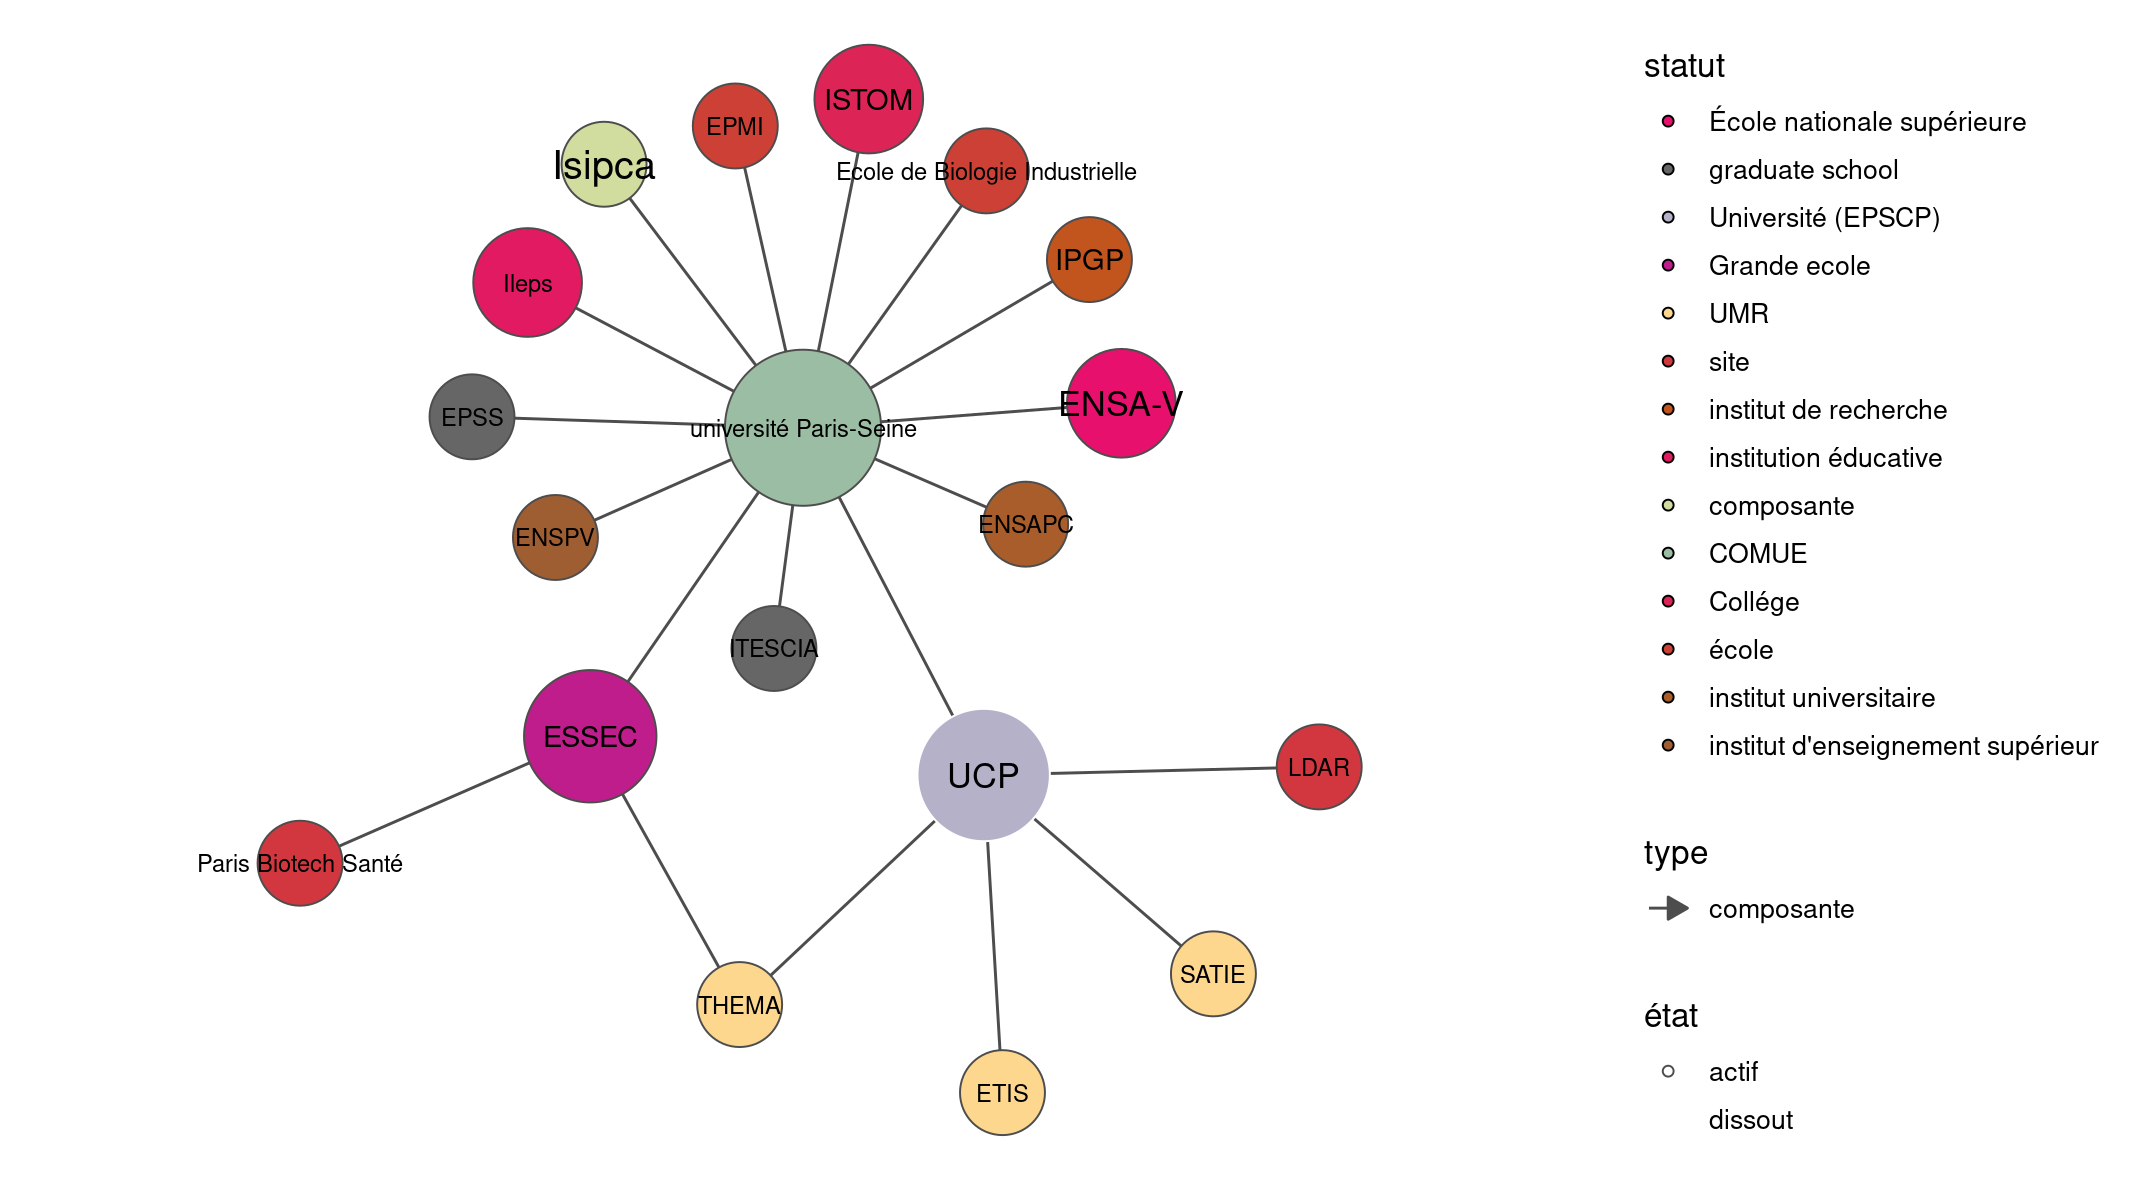 ISTOM
EPMI
Isipca
Ecole de Biologie Industrielle
IPGP
Ileps
ENSA-V
EPSS
université Paris-Seine
ENSPV
ENSAPC
ITESCIA
ESSEC
UCP
LDAR
Paris Biotech Santé
SATIE
THEMA
ETIS
statut
École nationale supérieure
graduate school
Université (EPSCP)
Grande ecole
UMR
site
institut de recherche
institution éducative
composante
COMUE
Collége
école
institut universitaire
institut d'enseignement supérieur
type
composante
état
actif
dissout